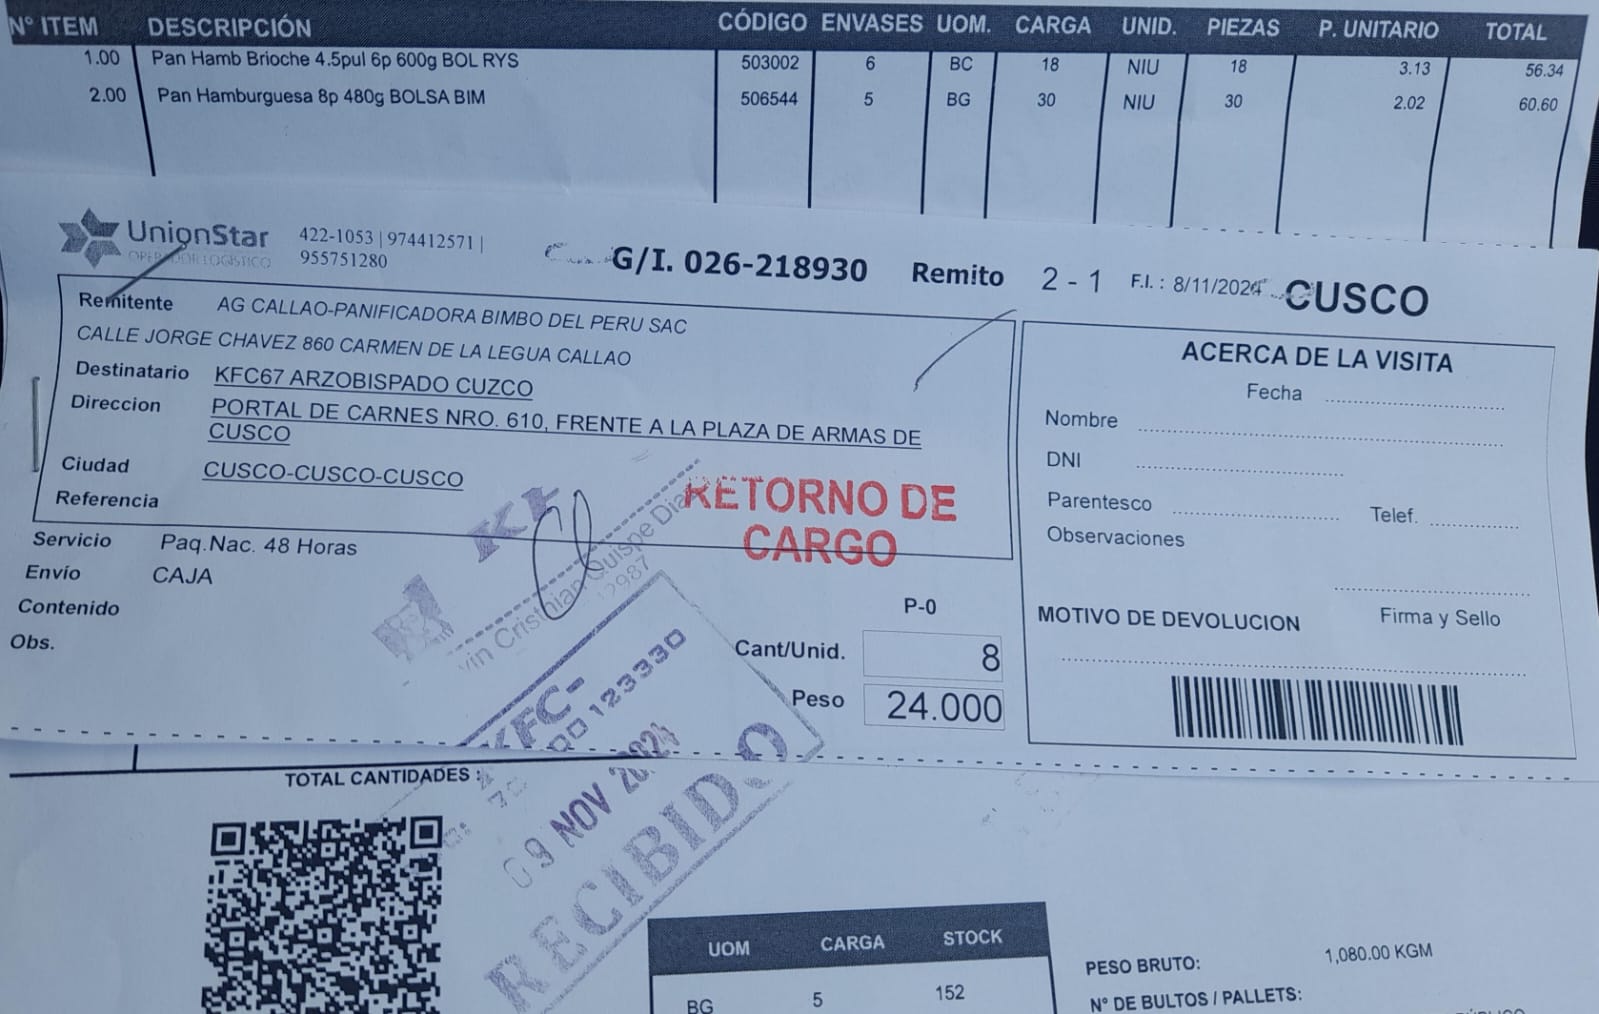 N° ITEM DESCRIPCIÓN CÓDIGO ENVASES UOM. CARGA UNID. PIEZAS P. UNITARIO TOTAL
1.00 Pan Hamb Brioche 4.5pul 6p 600g BOL RYS 503002 6 BC 18 NIU 18 3.13 56.34
2.00 Pan Hamburguesa 8p 480g BOLSA BIM 506544 5 BG 30 NIU 30 2.02 60.60
UnionStar
OPERADOR LOGISTICO
422-1053 | 974412571 |
955751280
G/I. 026-218930 Remito 2 - 1 F.I. : 8/11/2024 CUSCO
Remitente AG CALLAO-PANIFICADORA BIMBO DEL PERU SAC
CALLE JORGE CHAVEZ 860 CARMEN DE LA LEGUA CALLAO
Destinatario KFC67 ARZOBISPADO CUZCO
Direccion PORTAL DE CARNES NRO. 610, FRENTE A LA PLAZA DE ARMAS DE
CUSCO
Ciudad CUSCO-CUSCO-CUSCO
Referencia
Servicio Paq.Nac. 48 Horas
Envío CAJA
Contenido
Obs.
RETORNO DE
CARGO
P-0
Cant/Unid. 8
Peso 24.000
ACERCA DE LA VISITA
Fecha
Nombre
DNI
Parentesco Telef.
Observaciones
Firma y Sello
MOTIVO DE DEVOLUCION
Cristhian Quispe
KFC-
123330
09 NOV 2024
RECIBIDO
TOTAL CANTIDADES :
UOM CARGA STOCK
BG 5 152
PESO BRUTO: 1,080.00 KGM
N° DE BULTOS / PALLETS: